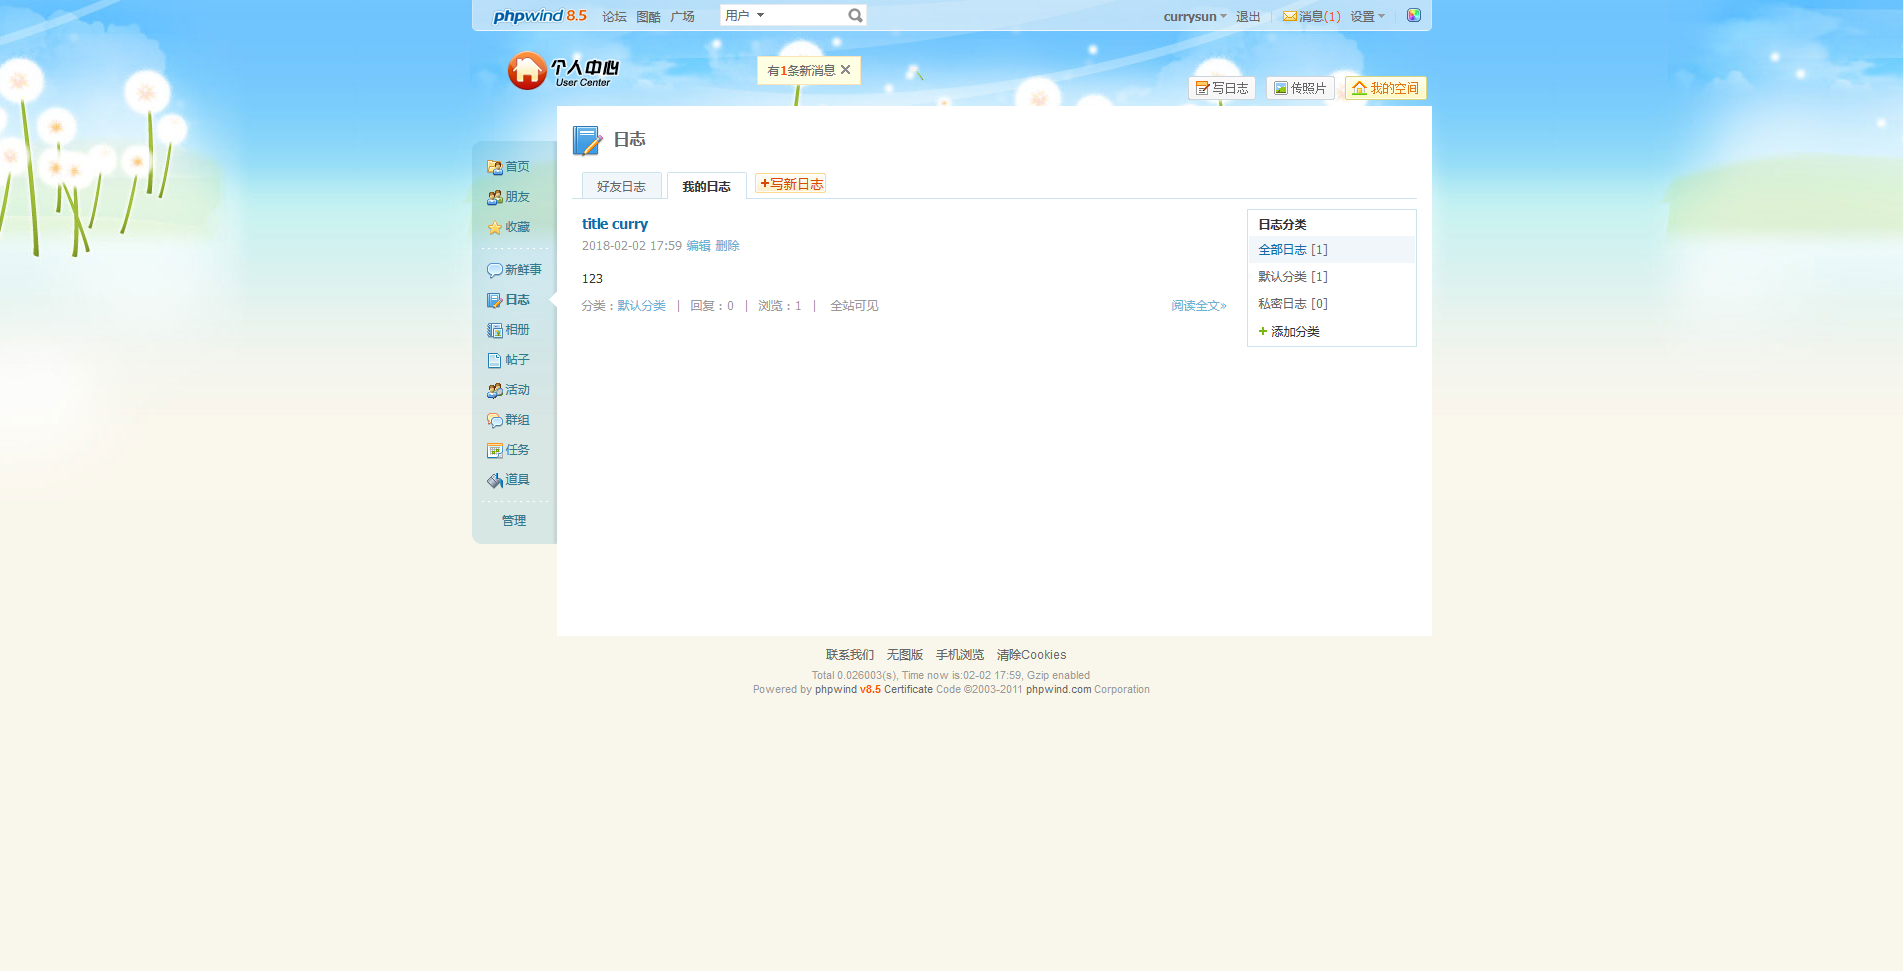 phpwind 8.5 论坛 图酷 广场 用户 currysun 退出 消息(1) 设置
个人中心
User Center
有1条新消息
写日志 传照片 我的空间
日志
首页
朋友
收藏
新鲜事
日志
相册
帖子
活动
群组
任务
道具
管理
好友日志 我的日志 +写新日志
title curry
2018-02-02 17:59 编辑 删除
123
分类：默认分类 | 回复：0 | 浏览：1 | 全站可见 阅读全文»
日志分类
全部日志 [1]
默认分类 [1]
私密日志 [0]
+ 添加分类
联系我们 无图版 手机浏览 清除Cookies
Total 0.026003(s), Time now is:02-02 17:59, Gzip enabled
Powered by phpwind v8.5 Certificate Code ©2003-2011 phpwind.com Corporation